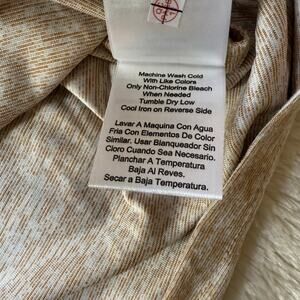 Machine Wash Cold
With Like Colors
Only Non-Chlorine Bleach
When Needed
Tumble Dry Low
Cool Iron on Reverse Side
Lavar A Maquina Con Agua
Fria Con Elementos De Color
Similar. Usar Blanqueador Sin
Cloro Cuando Sea Necesario.
Planchar A Temperatura
Baja Al Reves.
Secar a Baja Temperatura.